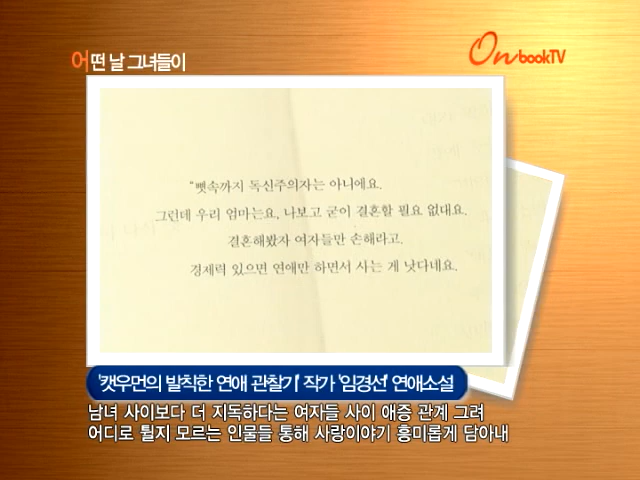 어떤 날 그녀들이
On bookTV
“뼛속까지 독신주의자는 아니에요.
그런데 우리 엄마는요, 나보고 굳이 결혼할 필요 없대요.
결혼해봤자 여자들만 손해라고.
경제력 있으면 연애만 하면서 사는 게 낫다네요.
'캣우먼의 발칙한 연애 관찰기' 작가 '임경선' 연애소설
남녀 사이보다 더 지독하다는 여자들 사이 애증 관계 그려
어디로 튈지 모르는 인물들 통해 사랑이야기 흥미롭게 담아내